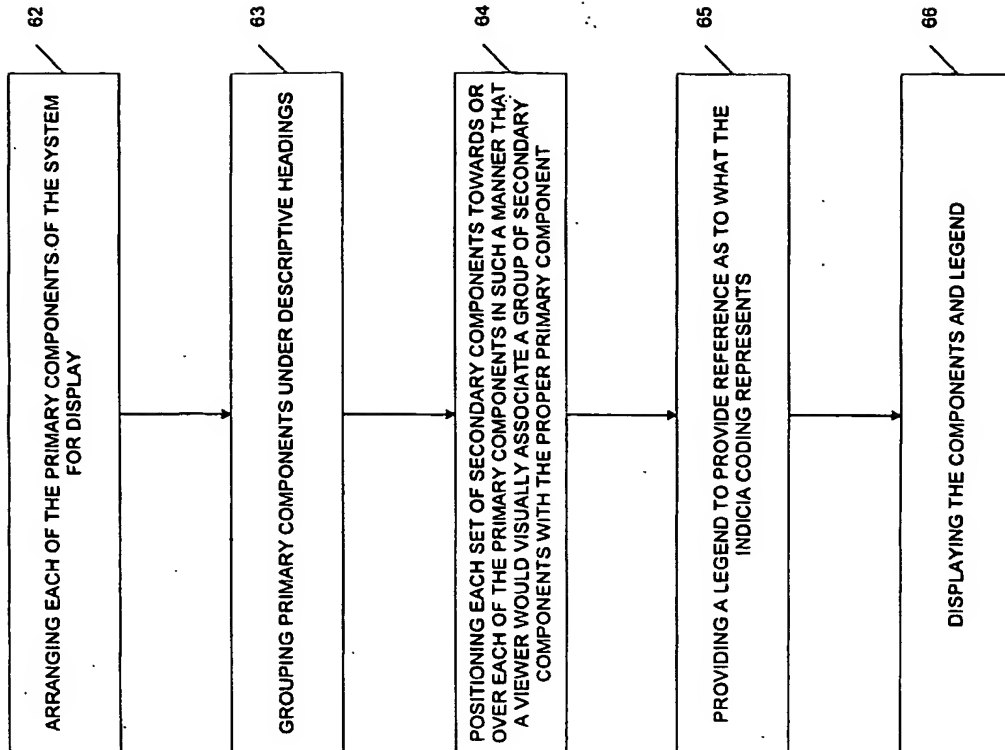 62
ARRANGING EACH OF THE PRIMARY COMPONENTS OF THE SYSTEM
FOR DISPLAY
63
GROUPING PRIMARY COMPONENTS UNDER DESCRIPTIVE HEADINGS
64
POSITIONING EACH SET OF SECONDARY COMPONENTS TOWARDS OR
OVER EACH OF THE PRIMARY COMPONENTS IN SUCH A MANNER THAT
A VIEWER WOULD VISUALLY ASSOCIATE A GROUP OF SECONDARY
COMPONENTS WITH THE PROPER PRIMARY COMPONENT
65
PROVIDING A LEGEND TO PROVIDE REFERENCE AS TO WHAT THE
INDICIA CODING REPRESENTS
66
DISPLAYING THE COMPONENTS AND LEGEND